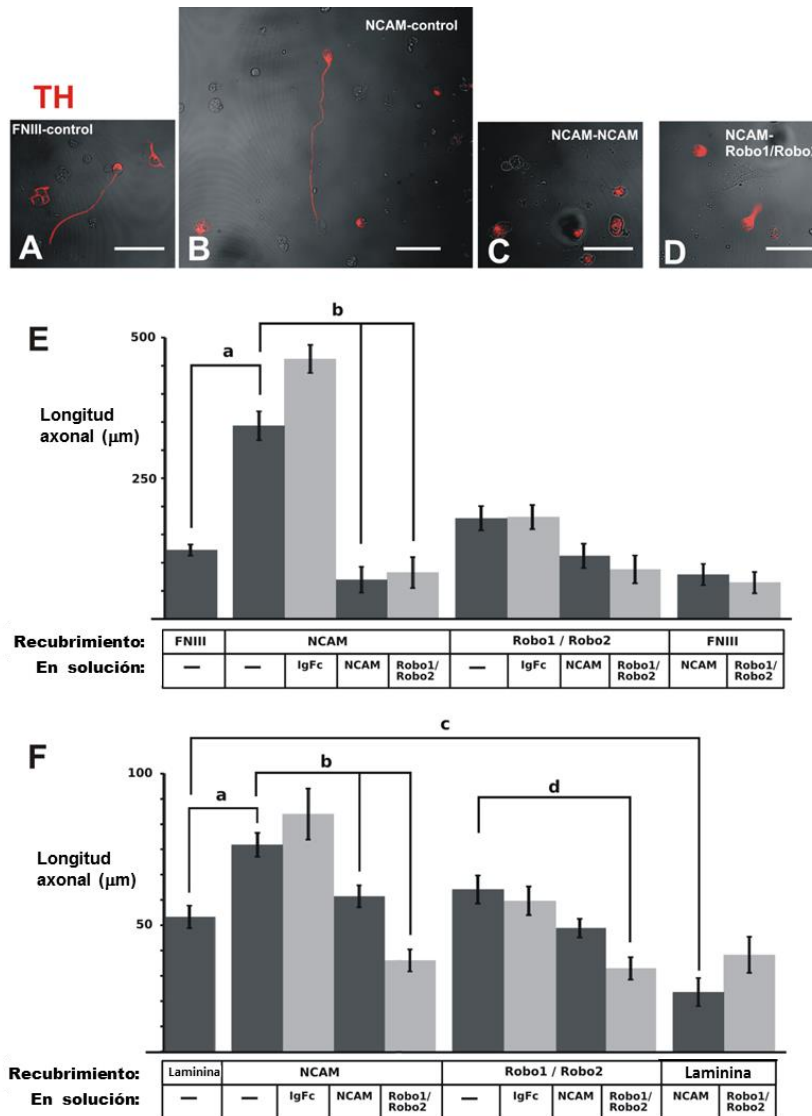 NCAM-control
TH
FNIII-control
NCAM-NCAM
NCAM-
Robo1/Robo2
A
B
C
D
E
500
b
a
Longitud
axonal (μm)
250
Recubrimiento: FNIII NCAM Robo1 / Robo2 FNIII
En solución: — — IgFc NCAM Robo1/ Robo2 — IgFc NCAM Robo1/ Robo2 NCAM Robo1/ Robo2
F
c
100
b
d
a
Longitud
axonal (μm)
50
Recubrimiento: Laminina NCAM Robo1 / Robo2 Laminina
En solución: — — IgFc NCAM Robo1/ Robo2 — IgFc NCAM Robo1/ Robo2 NCAM Robo1/ Robo2